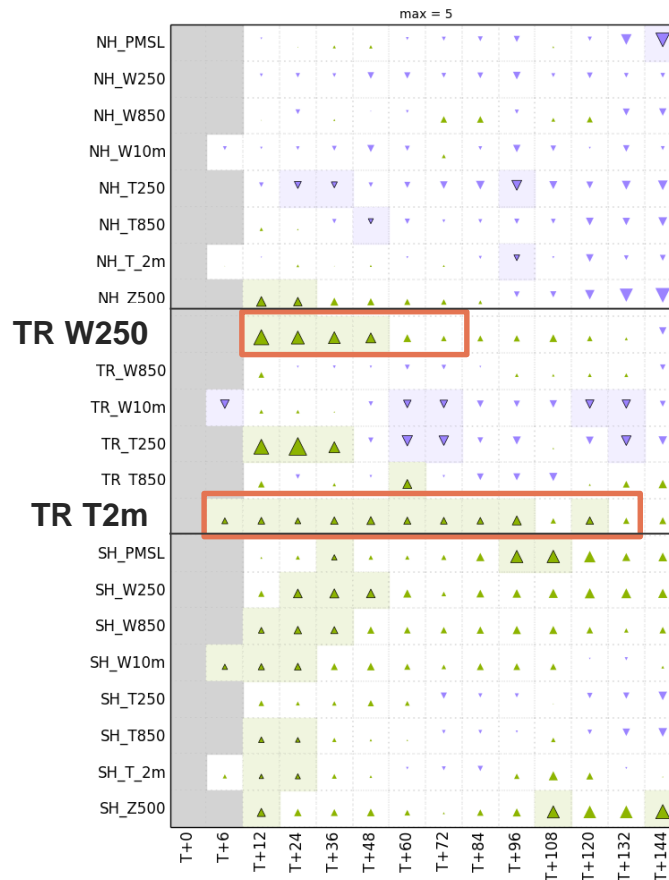 max = 5
NH_PMSL
NH_W250
NH_W850
NH_W10m
NH_T250
NH_T850
NH_T_2m
NH_Z500
TR W250
TR_W850
TR_W10m
TR_T250
TR_T850
TR T2m
SH_PMSL
SH_W250
SH_W850
SH_W10m
SH_T250
SH_T850
SH_T_2m
SH_Z500
T+0
T+6
T+12
T+24
T+36
T+48
T+60
T+72
T+84
T+96
T+108
T+120
T+132
T+144